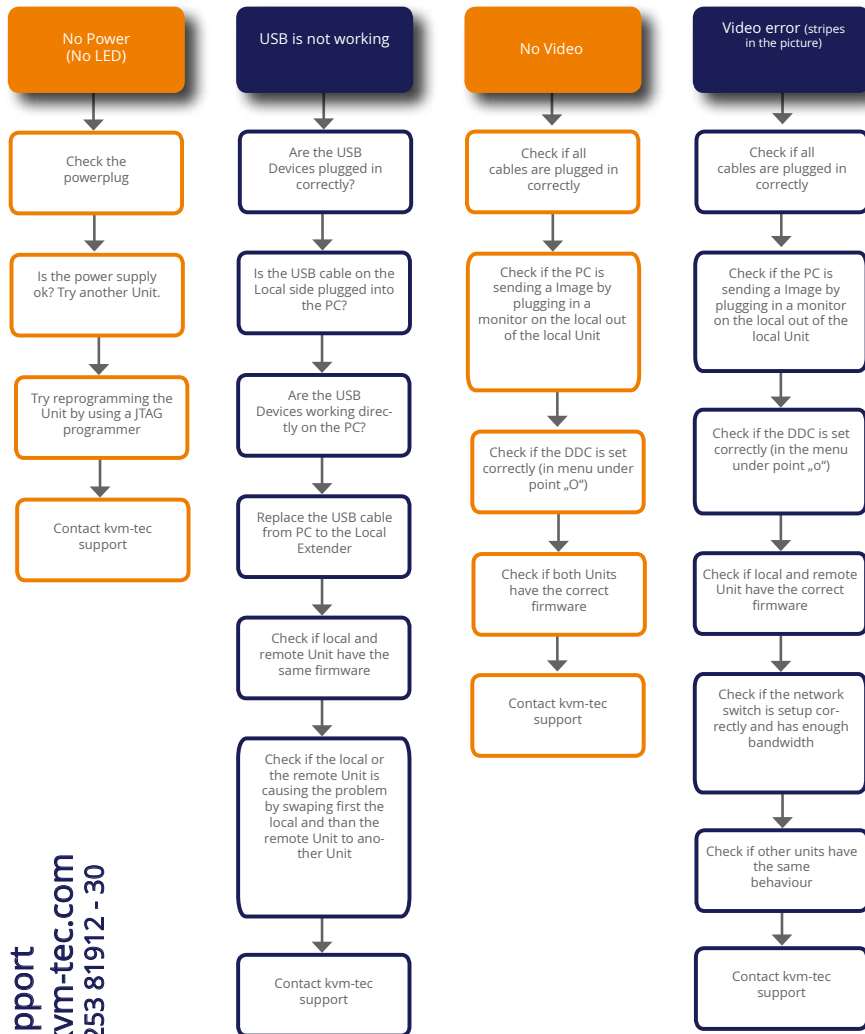 No Power
(No LED)
Check the
powerplug
Is the power supply
ok? Try another Unit.
Try reprogramming the
Unit by using a JTAG
programmer
Contact kvm-tec
support
USB is not working
Are the USB
Devices plugged in
correctly?
Is the USB cable on the
Local side plugged into
the PC?
Are the USB
Devices working direc-
tly on the PC?
Replace the USB cable
from PC to the Local
Extender
Check if local and
remote Unit have the
same firmware
Check if the local or
the remote Unit is
causing the problem
by swaping first the
local and than the
remote Unit to ano-
ther Unit
Contact kvm-tec
support
No Video
Check if all
cables are plugged in
correctly
Check if the PC is
sending a Image by
plugging in a
monitor on the local out
of the local Unit
Check if the DDC is set
correctly (in menu under
point „O“)
Check if both Units
have the correct
firmware
Contact kvm-tec
support
Video error (stripes
in the picture)
Check if all
cables are plugged in
correctly
Check if the PC is
sending a Image by
plugging in a monitor
on the local out of the
local Unit
Check if the DDC is set
correctly (in the menu
under point „o“)
Check if local and remote
Unit have the correct
firmware
Check if the network
switch is setup cor-
rectly and has enough
bandwidth
Check if other units have
the same
behaviour
Contact kvm-tec
support
pport
kvm-tec.com
253 81912 - 30